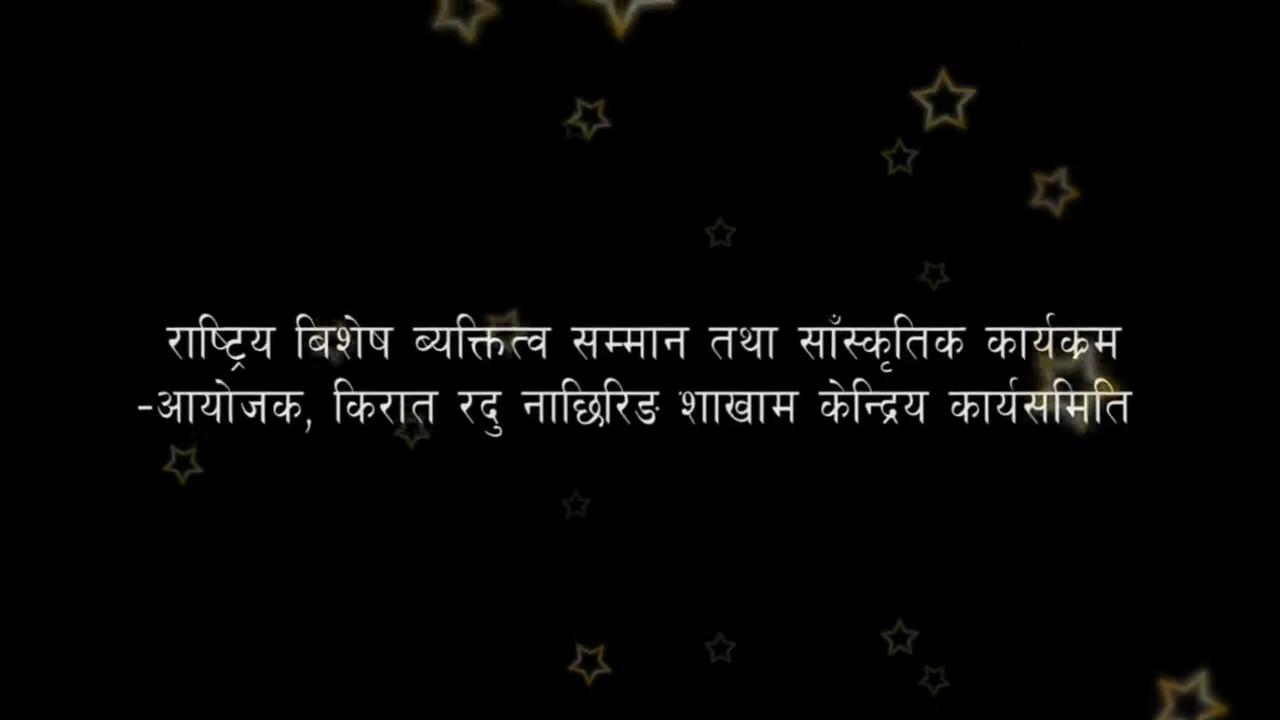 राष्ट्रिय बिशेष ब्यक्तित्व सम्मान तथा साँस्कृतिक कार्यक्रम
-आयोजक, किरात रदु नाछिरिङ शाखाम केन्द्रिय कार्यसमिति